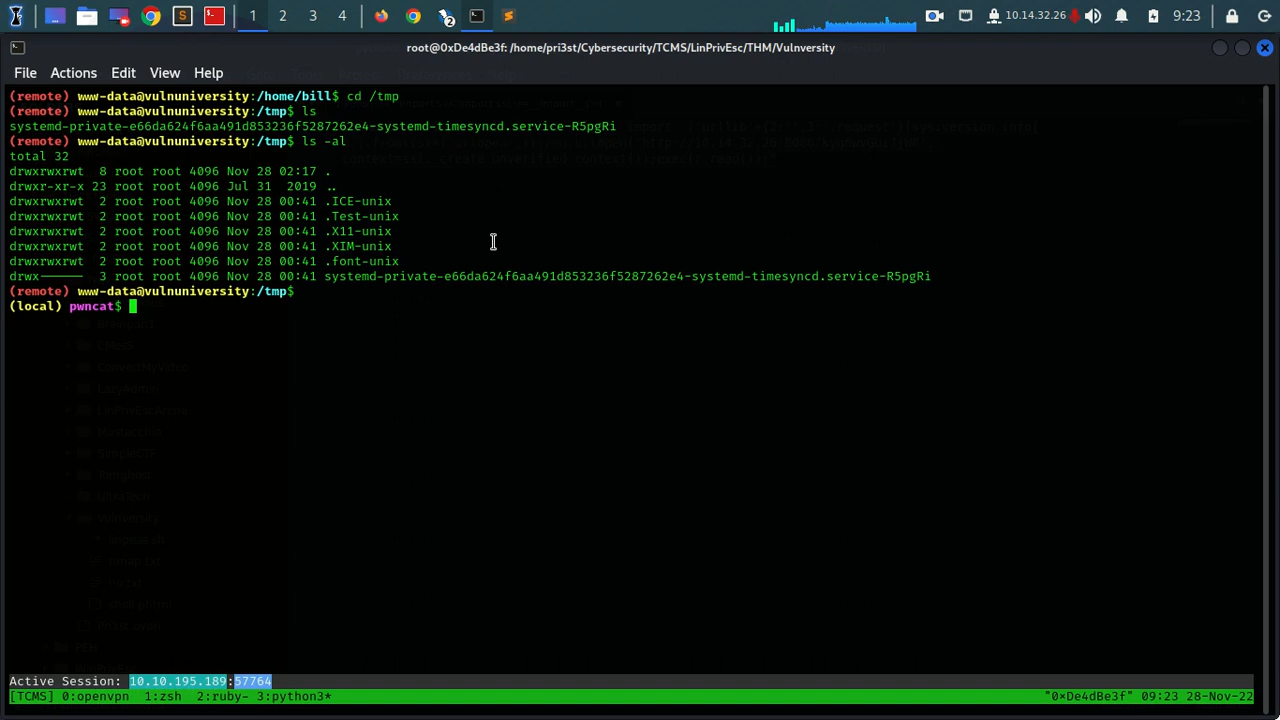 1 2 3 4 2 10.14.32.26 9:23
root@0xDe4dBe3f: /home/pri3st/Cybersecurity/TCMS/LinPrivEsc/THM/Vulnversity
File Actions Edit View Help
(remote) www-data@vulnuniversity:/home/bill$ cd /tmp
(remote) www-data@vulnuniversity:/tmp$ ls
systemd-private-e66da624f6aa491d853236f5287262e4-systemd-timesyncd.service-R5pgRi
(remote) www-data@vulnuniversity:/tmp$ ls -al
total 32
drwxrwxrwt  8 root root 4096 Nov 28 02:17 .
drwxr-xr-x 23 root root 4096 Jul 31  2019 ..
drwxrwxrwt  2 root root 4096 Nov 28 00:41 .ICE-unix
drwxrwxrwt  2 root root 4096 Nov 28 00:41 .Test-unix
drwxrwxrwt  2 root root 4096 Nov 28 00:41 .X11-unix
drwxrwxrwt  2 root root 4096 Nov 28 00:41 .XIM-unix
drwxrwxrwt  2 root root 4096 Nov 28 00:41 .font-unix
drwx------  3 root root 4096 Nov 28 00:41 systemd-private-e66da624f6aa491d853236f5287262e4-systemd-timesyncd.service-R5pgRi
(remote) www-data@vulnuniversity:/tmp$
(local) pwncat$
Active Session: 10.10.195.189:57764
[TCMS] 0:openvpn  1:zsh  2:ruby- 3:python3* "0xDe4dBe3f" 09:23 28-Nov-22